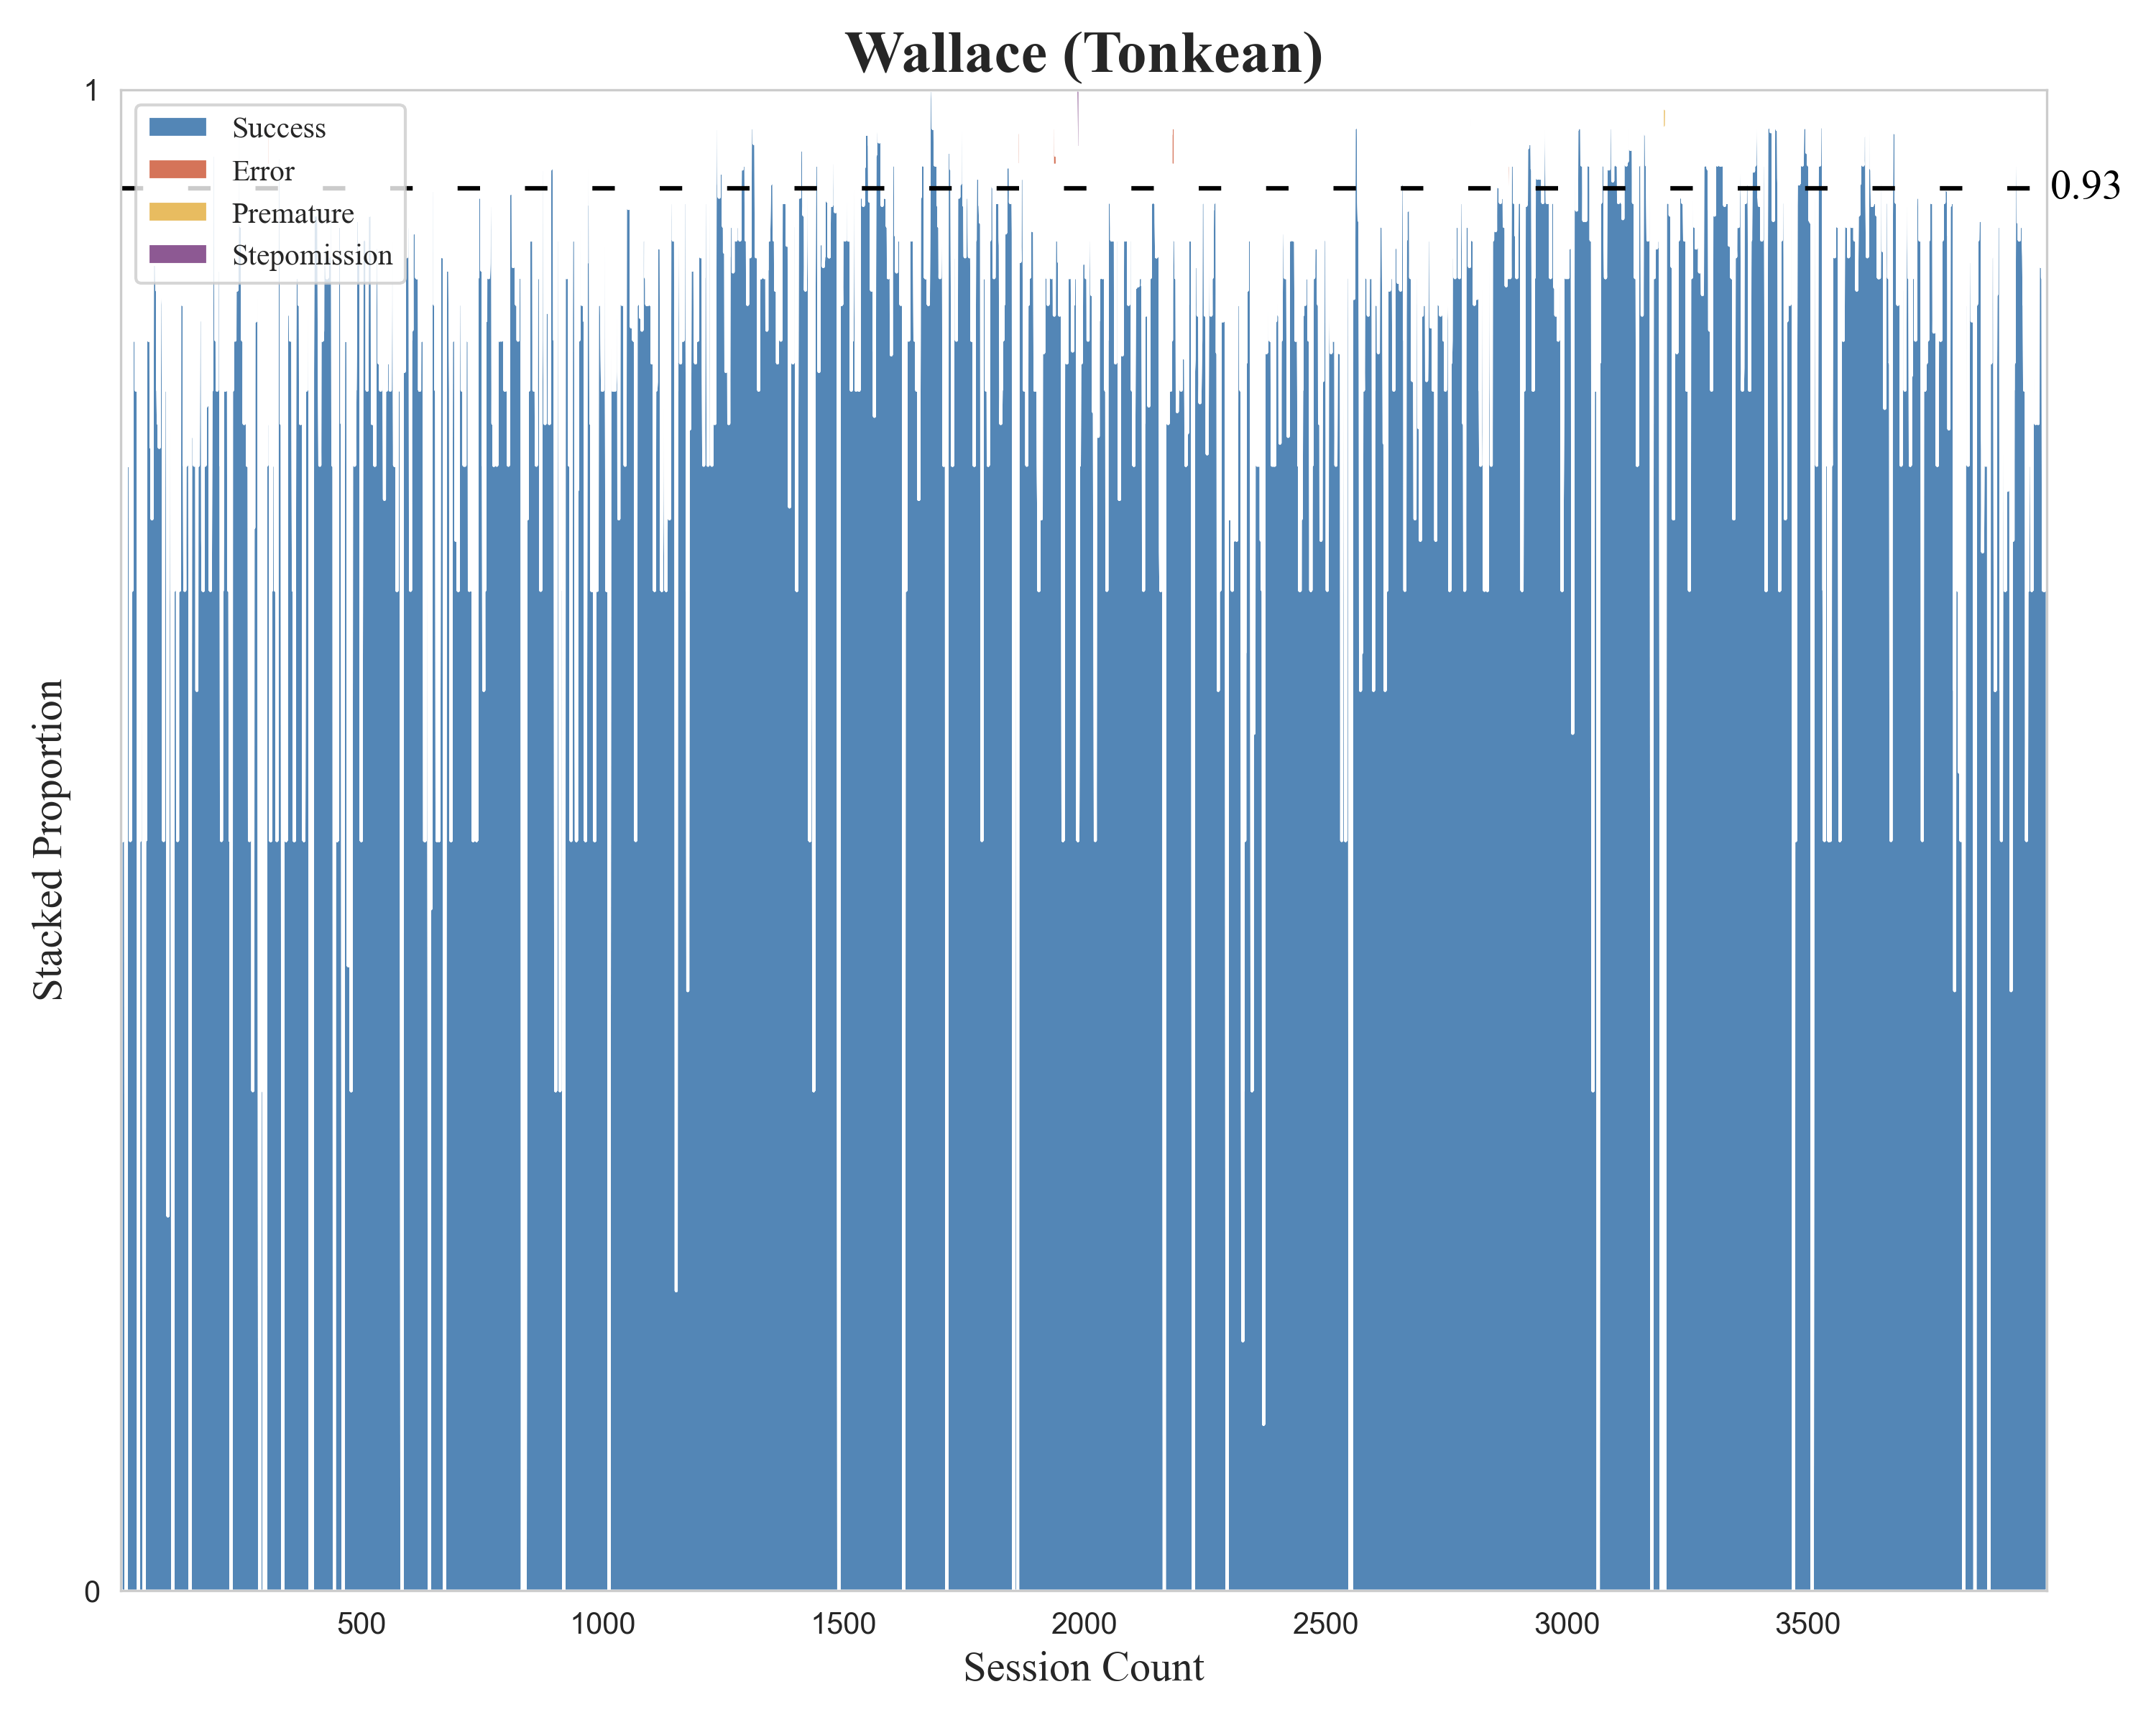 Wallace (Tonkean)
1
Success
Error
Premature
Stepomission
0.93
Stacked Proportion
0
500
1000
1500
2000
2500
3000
3500
Session Count